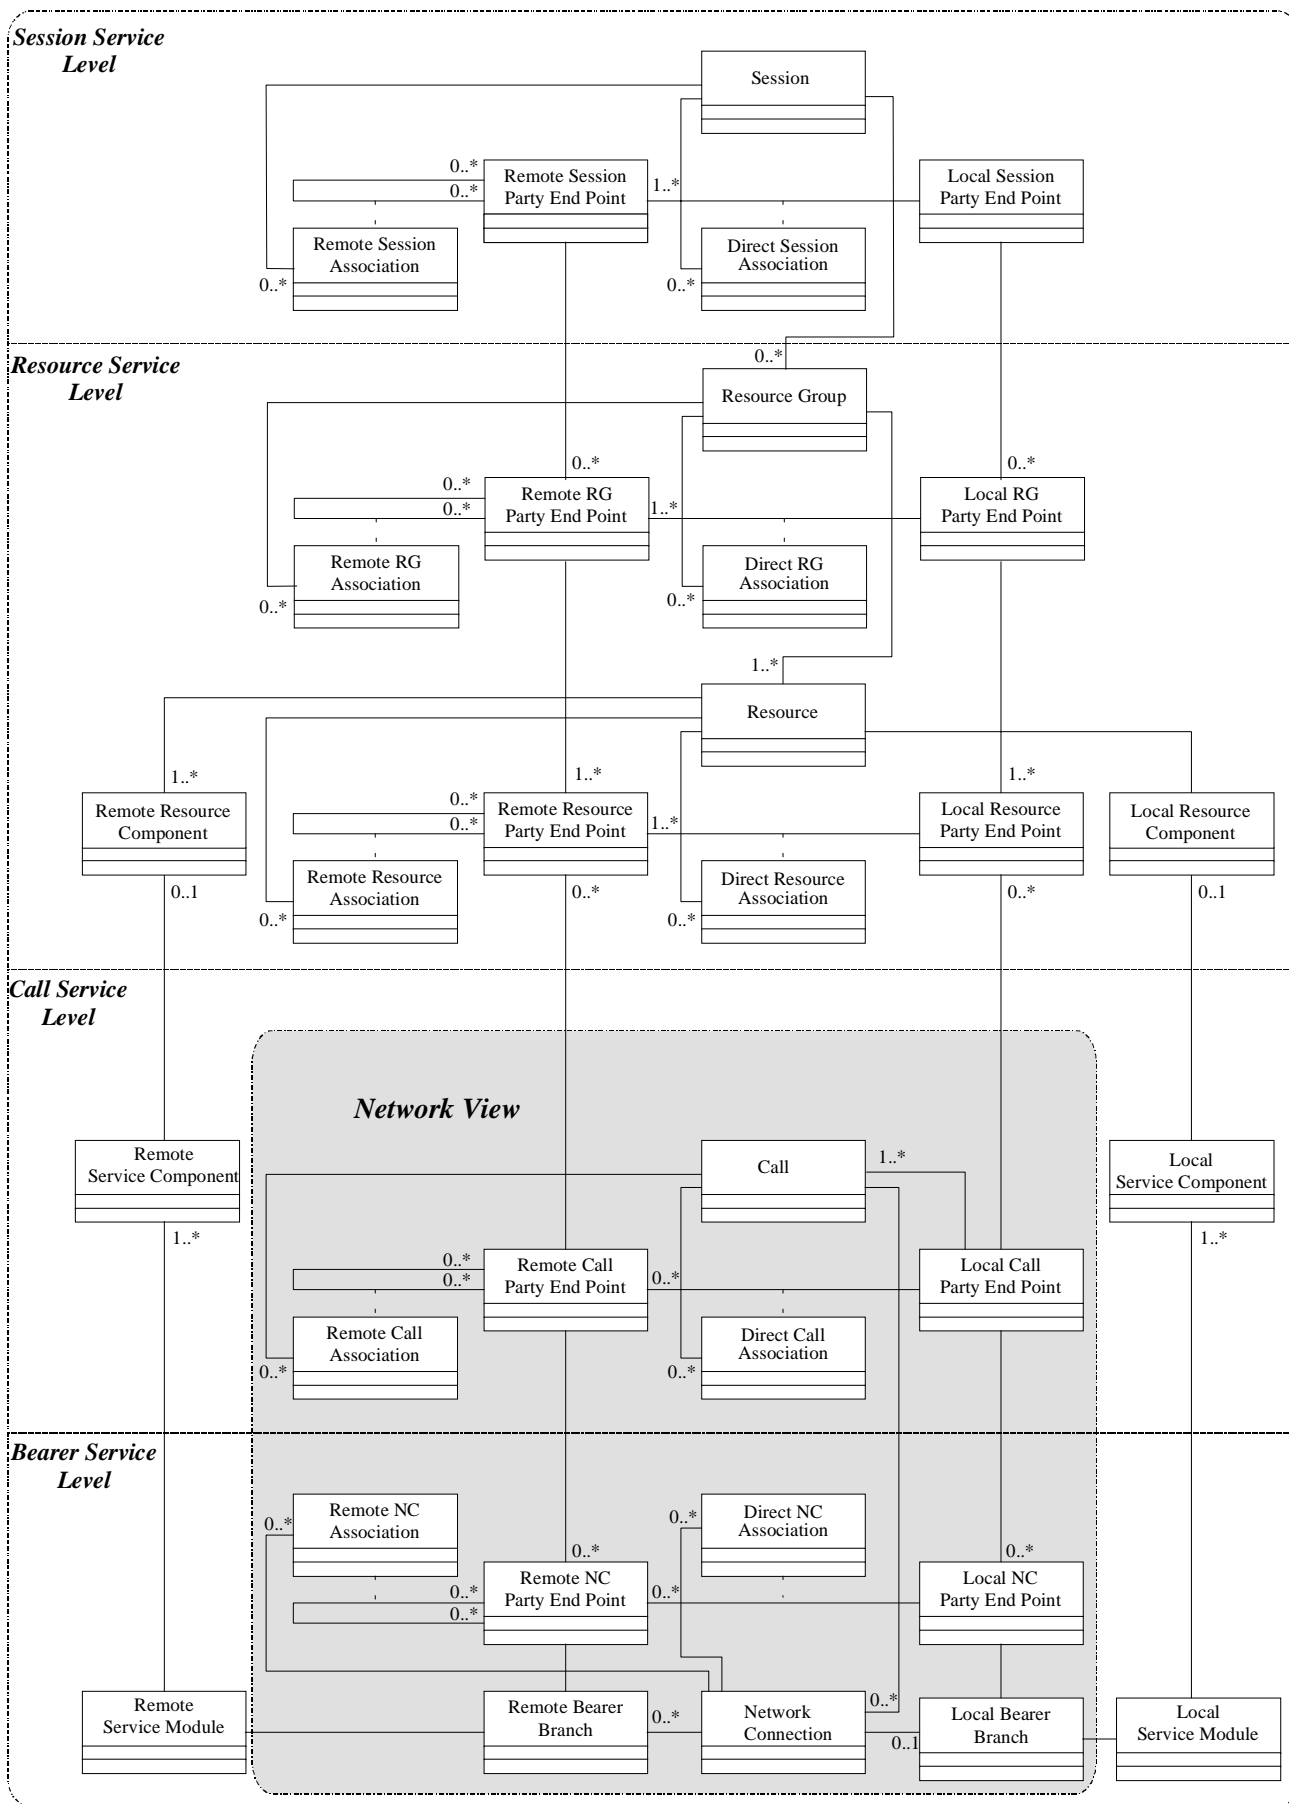 Session Service
Level
Session
0..*
0..*
Remote Session
Party End Point
1..*
Local Session
Party End Point
Remote Session
Association
0..*
Direct Session
Association
0..*
Resource Service
Level
0..*
Resource Group
0..*
0..*
0..*
0..*
Remote RG
Party End Point
1..*
Local RG
Party End Point
Remote RG
Association
0..*
Direct RG
Association
0..*
1..*
Resource
1..*
1..*
1..*
Remote Resource
Component
0..*
0..*
Remote Resource
Party End Point
1..*
Local Resource
Party End Point
Local Resource
Component
0..1
Remote Resource
Association
0..*
0..*
Direct Resource
Association
0..*
0..*
0..1
Call Service
Level
Network View
Remote
Service Component
Call
1..*
Local
Service Component
1..*
1..*
0..*
0..*
Remote Call
Party End Point
0..*
Local Call
Party End Point
Remote Call
Association
0..*
Direct Call
Association
0..*
Bearer Service
Level
Remote NC
Association
0..*
Direct NC
Association
0..*
0..*
0..*
0..*
0..*
Remote NC
Party End Point
0..*
Local NC
Party End Point
Remote
Service Module
Remote Bearer
Branch
0..*
Network
Connection
0..*
0..1
Local Bearer
Branch
Local
Service Module